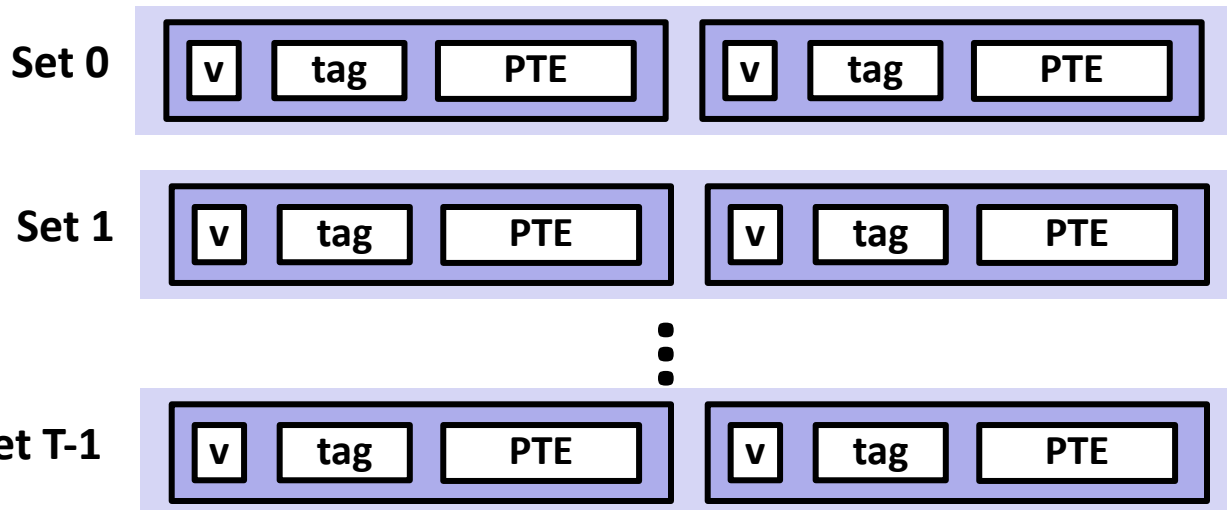 Set 0 v tag PTE v tag PTE
Set 1 v tag PTE v tag PTE
et T-1 v tag PTE v tag PTE